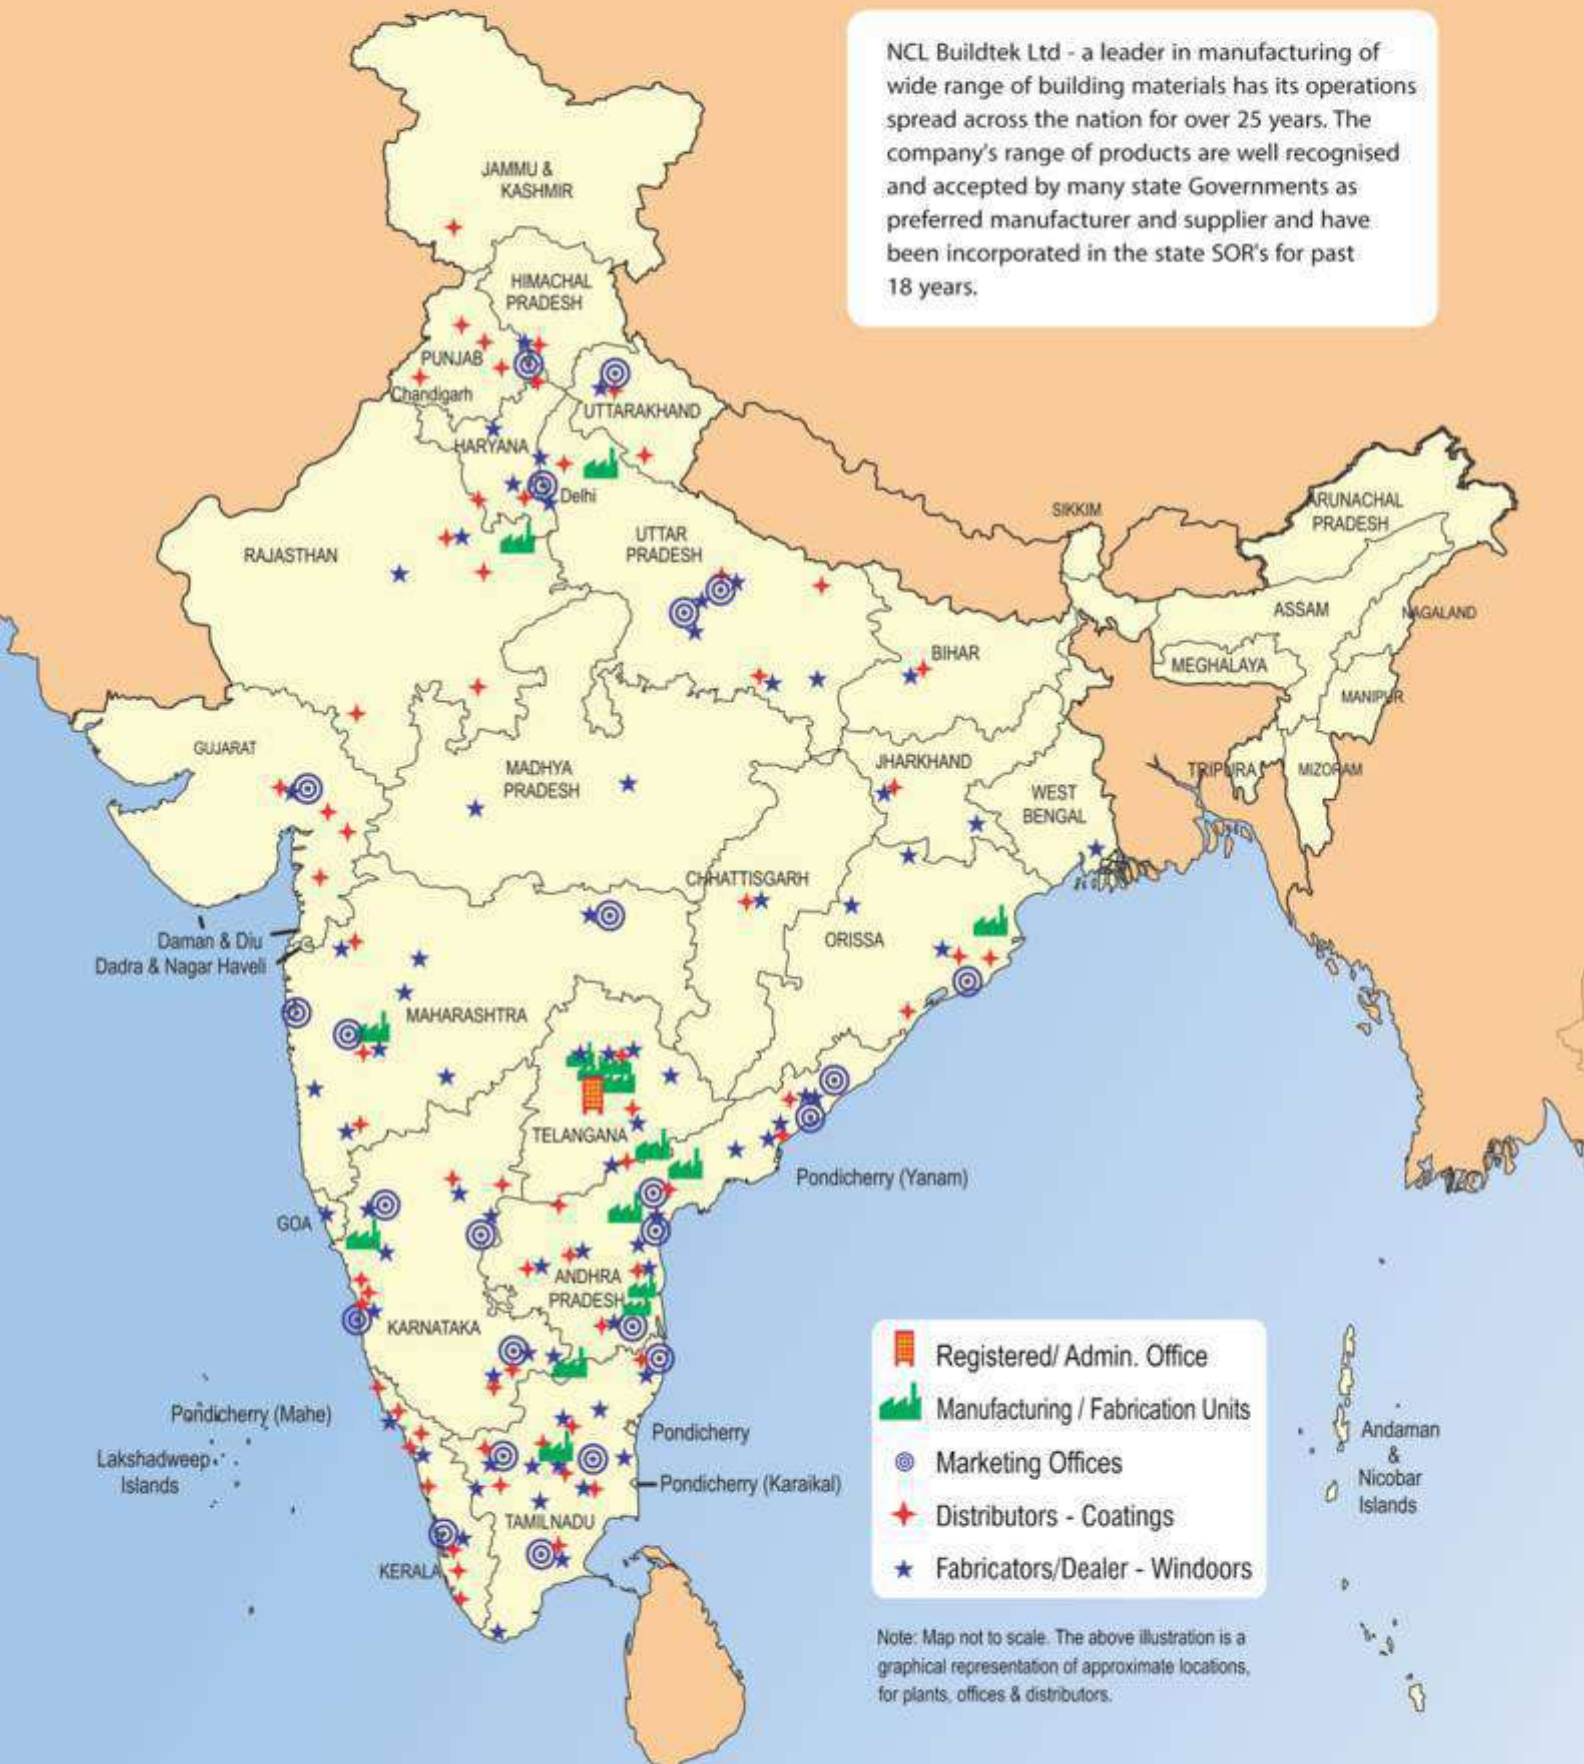 NCL Buildtek Ltd - a leader in manufacturing of
wide range of building materials has its operations
spread across the nation for over 25 years. The
company's range of products are well recognised
and accepted by many state Governments as
preferred manufacturer and supplier and have
been incorporated in the state SOR's for past
18 years.
JAMMU &
KASHMIR
HIMACHAL
PRADESH
PUNJAB
Chandigarh
UTTARAKHAND
HARYANA
Delhi
RAJASTHAN
UTTAR
PRADESH
SIKKIM
ARUNACHAL
PRADESH
ASSAM
NAGALAND
MEGHALAYA
MANIPUR
TRIPURA
MIZORAM
BIHAR
GUJARAT
MADHYA
PRADESH
JHARKHAND
WEST
BENGAL
CHHATTISGARH
ORISSA
Daman & Diu
Dadra & Nagar Haveli
MAHARASHTRA
TELANGANA
Pondicherry (Yanam)
GOA
ANDHRA
PRADESH
KARNATAKA
Pondicherry (Mahe)
Lakshadweep
Islands
Pondicherry
Pondicherry (Karaikal)
TAMILNADU
KERALA
Registered/ Admin. Office
Manufacturing / Fabrication Units
Marketing Offices
Distributors - Coatings
Fabricators/Dealer - Windoors
Andaman
&
Nicobar
Islands
Note: Map not to scale. The above illustration is a
graphical representation of approximate locations,
for plants, offices & distributors.